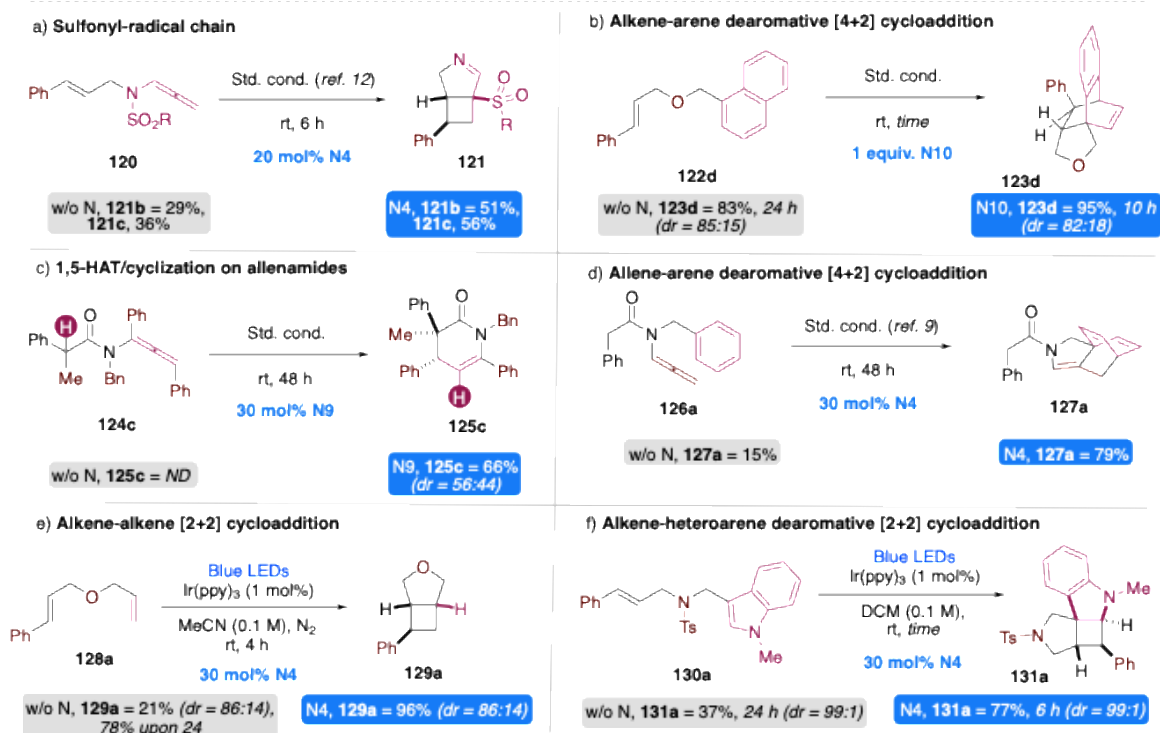 a) Sulfonyl-radical chain
Ph
N
SO₂R
120
Std. cond. (ref. 12)
rt, 6 h
20 mol% N4
N
H
Ph
S
O
O
R
121
w/o N, 121b = 29%,
121c, 36%
N4, 121b = 51%,
121c, 56%
b) Alkene-arene dearomative [4+2] cycloaddition
O
Ph
122d
Std. cond.
rt, time
1 equiv. N10
Ph
H
H
O
123d
w/o N, 123d = 83%, 24 h
(dr = 85:15)
N10, 123d = 95%, 10 h
(dr = 82:18)
c) 1,5-HAT/cyclization on allenamides
H
O
Ph
Ph
N
Me
Bn
Ph
124c
Std. cond.
rt, 48 h
30 mol% N9
O
Ph
Me
N
Bn
Ph
Ph
H
125c
w/o N, 125c = ND
N9, 125c = 66%
(dr = 56:44)
d) Allene-arene dearomative [4+2] cycloaddition
O
N
Ph
126a
Std. cond. (ref. 9)
rt, 48 h
30 mol% N4
O
N
Ph
127a
w/o N, 127a = 15%
N4, 127a = 79%
e) Alkene-alkene [2+2] cycloaddition
O
Ph
128a
Blue LEDs
Ir(ppy)₃ (1 mol%)
MeCN (0.1 M), N₂
rt, 4 h
30 mol% N4
O
H
H
Ph
129a
w/o N, 129a = 21% (dr = 86:14),
78% upon 24
N4, 129a = 96% (dr = 86:14)
f) Alkene-heteroarene dearomative [2+2] cycloaddition
Ph
N
Ts
N
Me
130a
Blue LEDs
Ir(ppy)₃ (1 mol%)
DCM (0.1 M),
rt, time
30 mol% N4
N
Me
H
Ts
N
H
Ph
131a
w/o N, 131a = 37%, 24 h (dr = 99:1)
N4, 131a = 77%, 6 h (dr = 99:1)